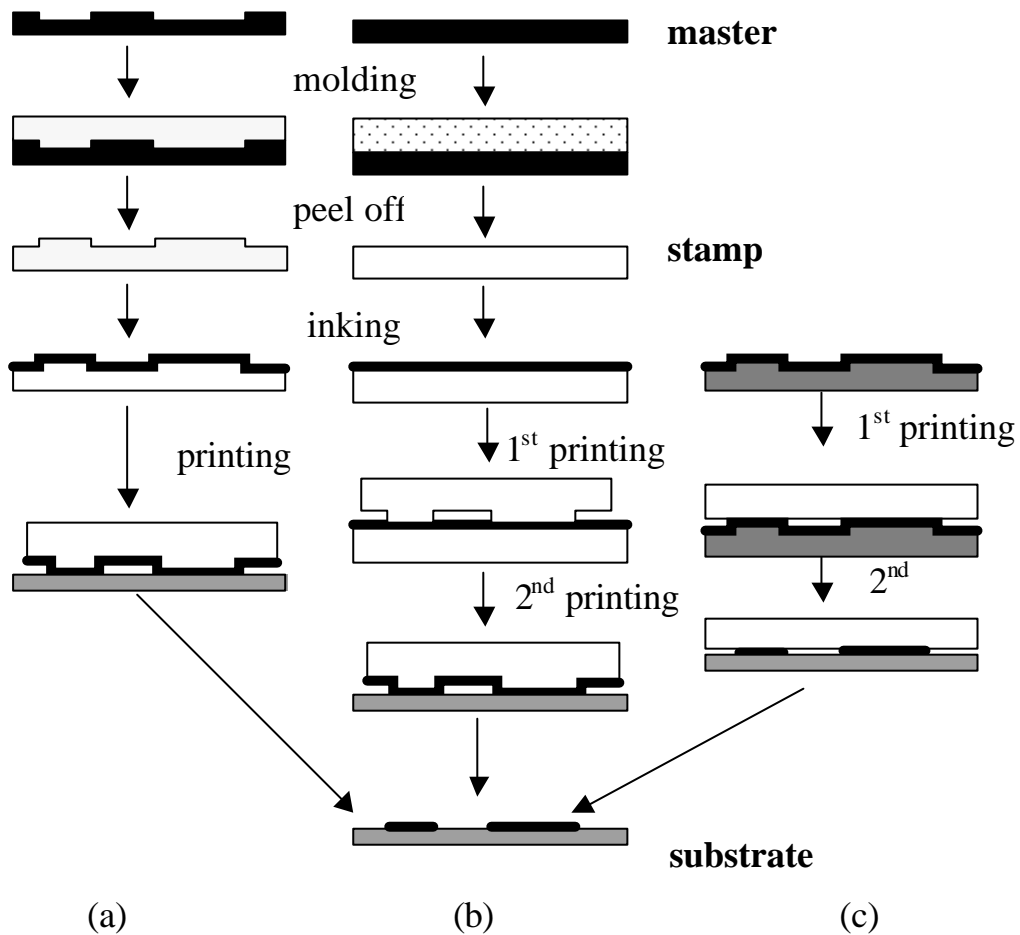 master
molding
peel off
stamp
inking
printing
1st printing
1st printing
2nd printing
2nd
substrate
(a) (b) (c)